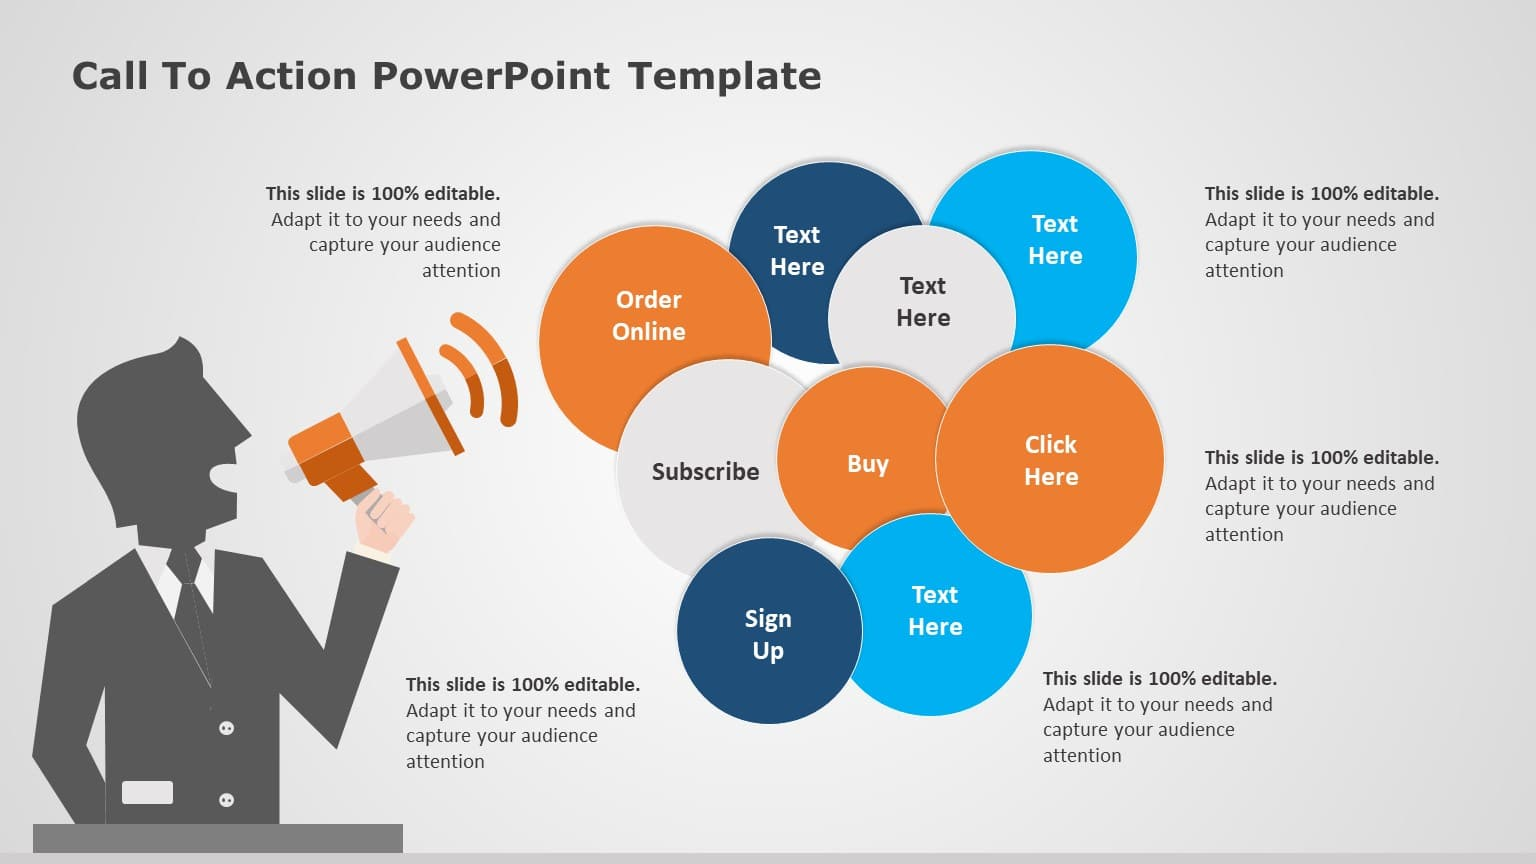 Call To Action PowerPoint Template
This slide is 100% editable.
Adapt it to your needs and
capture your audience
attention
Order
Online
Text
Here
Text
Here
Text
Here
This slide is 100% editable.
Adapt it to your needs and
capture your audience
attention
Subscribe
Buy
Click
Here
This slide is 100% editable.
Adapt it to your needs and
capture your audience
attention
Sign
Up
Text
Here
This slide is 100% editable.
Adapt it to your needs and
capture your audience
attention
This slide is 100% editable.
Adapt it to your needs and
capture your audience
attention